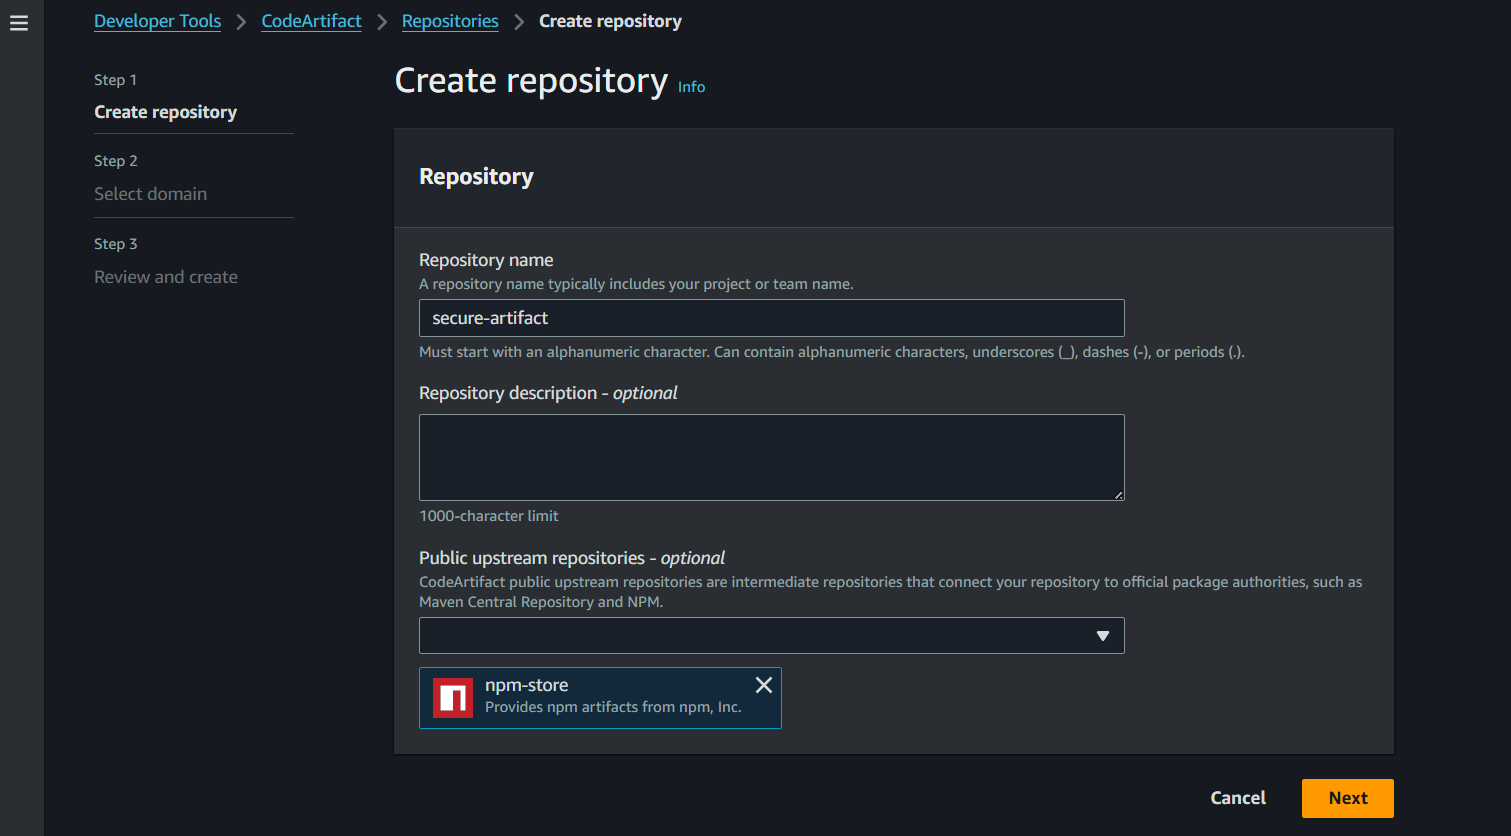 Developer Tools > CodeArtifact > Repositories > Create repository
Step 1
Create repository
Step 2
Select domain
Step 3
Review and create
Create repository Info
Repository
Repository name
A repository name typically includes your project or team name.
secure-artifact
Must start with an alphanumeric character. Can contain alphanumeric characters, underscores (_), dashes (-), or periods (.).
Repository description - optional
1000-character limit
Public upstream repositories - optional
CodeArtifact public upstream repositories are intermediate repositories that connect your repository to official package authorities, such as
Maven Central Repository and NPM.
npm-store
Provides npm artifacts from npm, Inc.
Cancel
Next